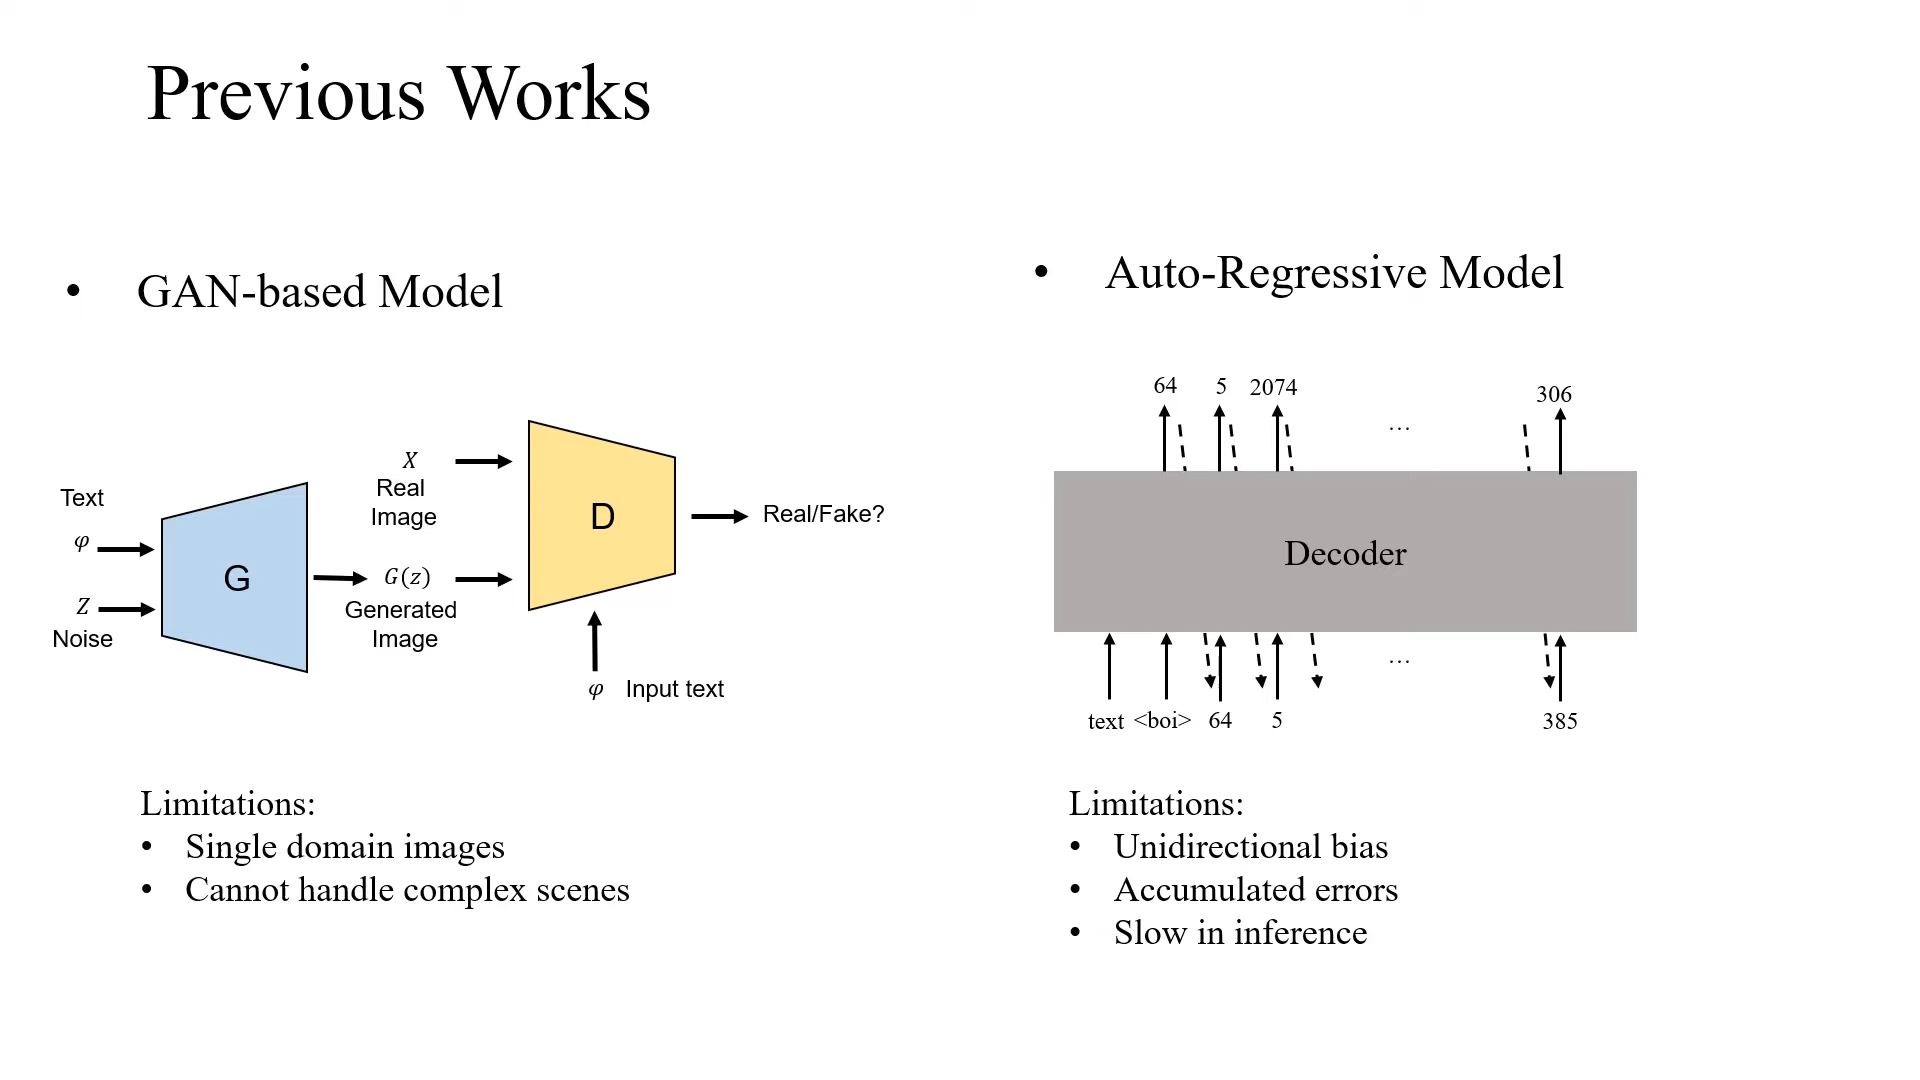 Previous Works
• GAN-based Model
Text
φ
Z
Noise
G
X
Real
Image
G(z)
Generated
Image
D
Real/Fake?
φ Input text
Limitations:
• Single domain images
• Cannot handle complex scenes
• Auto-Regressive Model
64 5 2074 ... 306
Decoder
...
text <boi> 64 5 385
Limitations:
• Unidirectional bias
• Accumulated errors
• Slow in inference